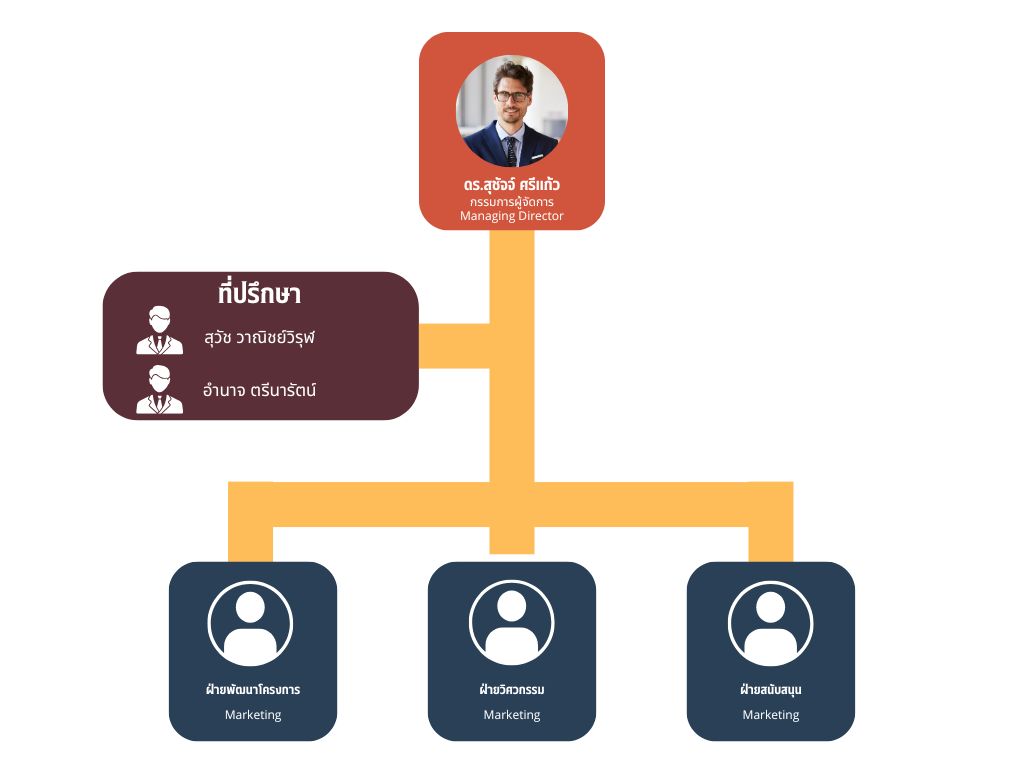 ดร.สุชัจจ์ ศรีแก้ว
กรรมการผู้จัดการ
Managing Director
ที่ปรึกษา
สุวัช วาณิชย์วิรุฬ
อำนาจ ตรีนารัตน์
ฝ่ายพัฒนาโครงการ
Marketing
ฝ่ายวิศวกรรม
Marketing
ฝ่ายสนับสนุน
Marketing